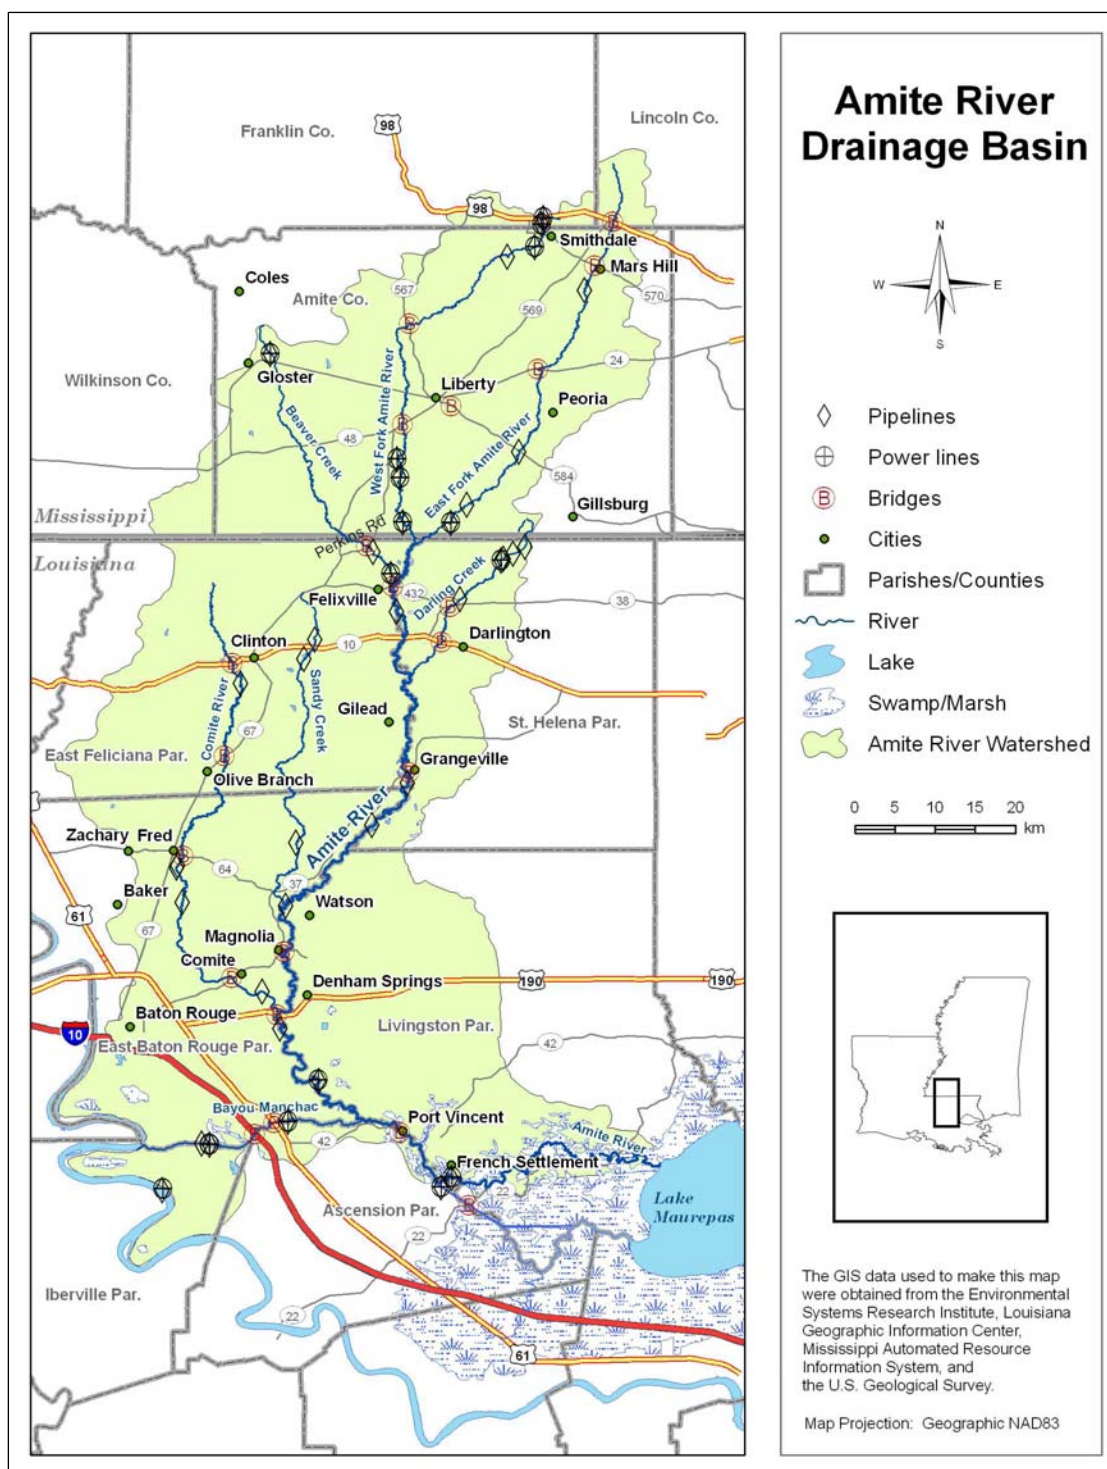 Amite River
Drainage Basin
N
W
E
S
Pipelines
Power lines
B
Bridges
Cities
Parishes/Counties
River
Lake
Swamp/Marsh
Amite River Watershed
0 5 10 15 20
km
The GIS data used to make this map
were obtained from the Environmental
Systems Research Institute, Louisiana
Geographic Information Center,
Mississippi Automated Resource
Information System, and
the U.S. Geological Survey.
Map Projection: Geographic NAD83
Franklin Co.
98
Lincoln Co.
98
B
Smithdale
B
Mars Hill
Coles
Amite Co.
567
569
570
B
Wilkinson Co.
Gloster
Liberty
B
24
B
Peoria
Beaver Creek
West Fork Amite River
B
48
East Fork Amite River
584
Gillsburg
Mississippi
Louisiana
Perkins Rd
B
Felixville
B
432
Darling Creek
B
38
Clinton
10
B
Darlington
B
Comite River
Sandy Creek
Gilead
St. Helena Par.
67
East Feliciana Par.
B
Olive Branch
Grangeville
B
Amite River
Zachary
Fred
B
64
37
Baker
61
67
Watson
Magnolia
B
Comite
B
Denham Springs
190
190
Baton Rouge
B
10
East Baton Rouge Par.
Livingston Par.
42
Bayou Manchac
B
B
42
Port Vincent
B
Amite River
French Settlement
22
B
Ascension Par.
22
Lake
Maurepas
Iberville Par.
22
61